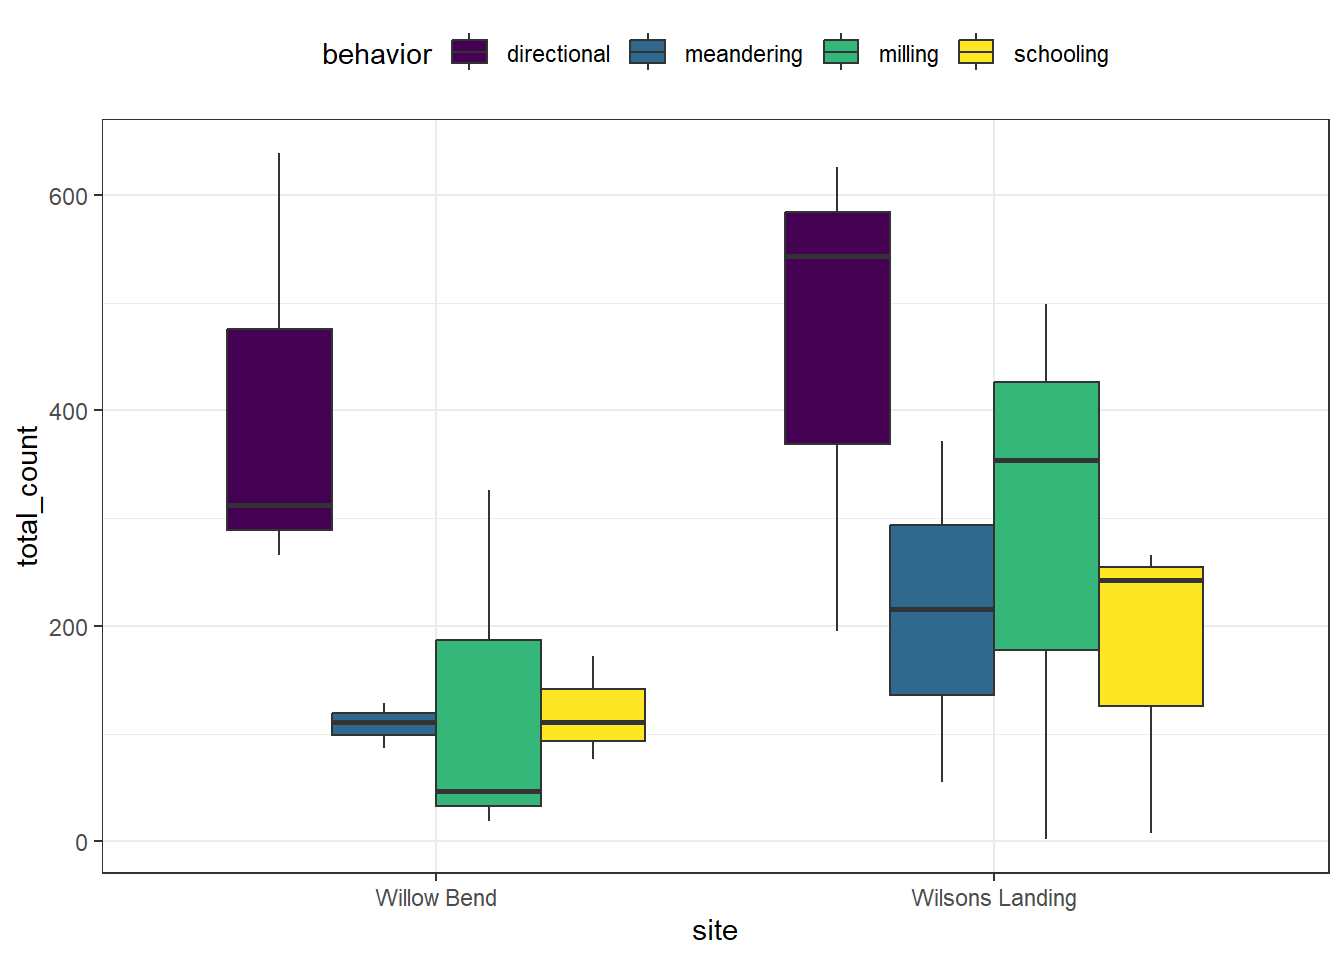 behavior directional meandering milling schooling
600
400
200
0
total_count
Willow Bend Wilsons Landing
site